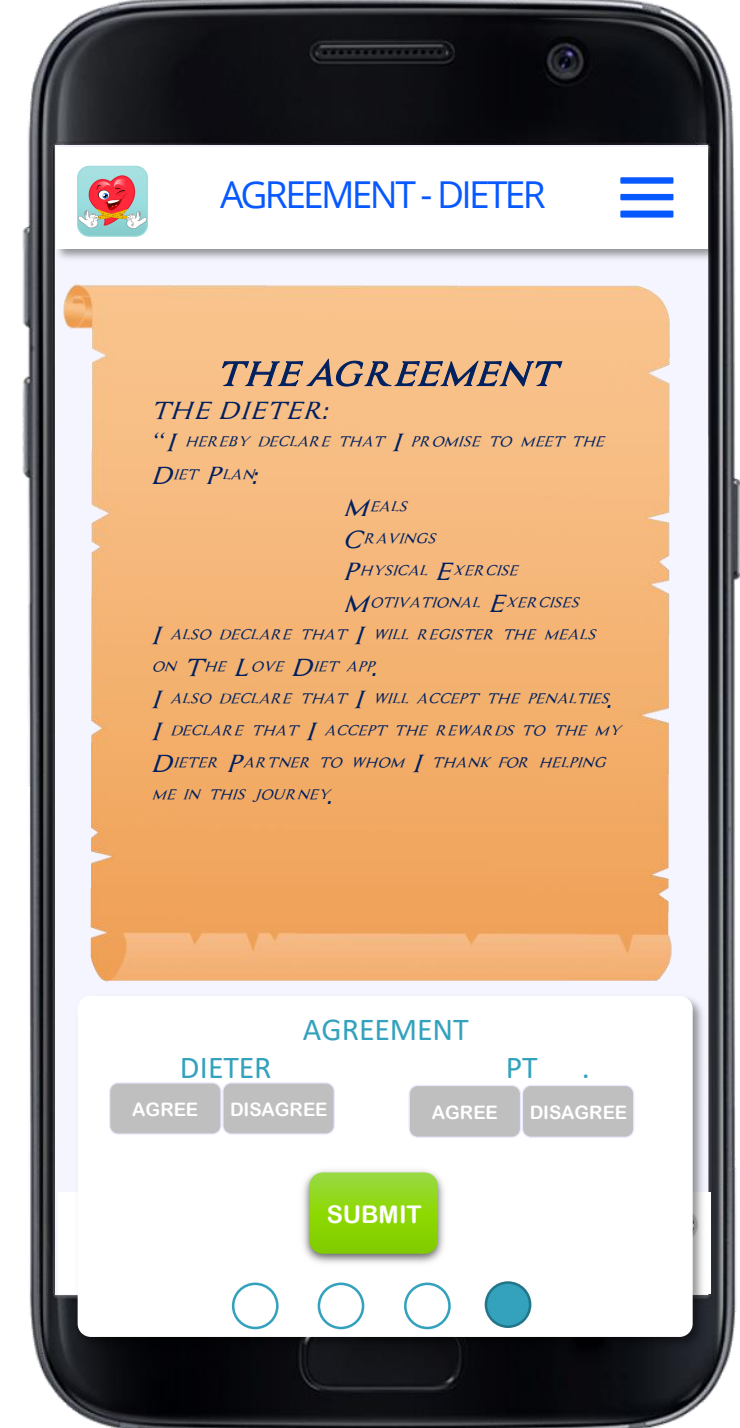 AGREEMENT - DIETER
THE AGREEMENT
THE DIETER:
“I HEREBY DECLARE THAT I PROMISE TO MEET THE
DIET PLAN:
MEALS
CRAVINGS
PHYSICAL EXERCISE
MOTIVATIONAL EXERCISES
I ALSO DECLARE THAT I WILL REGISTER THE MEALS
ON THE LOVE DIET APP.
I ALSO DECLARE THAT I WILL ACCEPT THE PENALTIES.
I DECLARE THAT I ACCEPT THE REWARDS TO THE MY
DIETER PARTNER TO WHOM I THANK FOR HELPING
ME IN THIS JOURNEY.
AGREEMENT
DIETER PT .
AGREE DISAGREE AGREE DISAGREE
SUBMIT